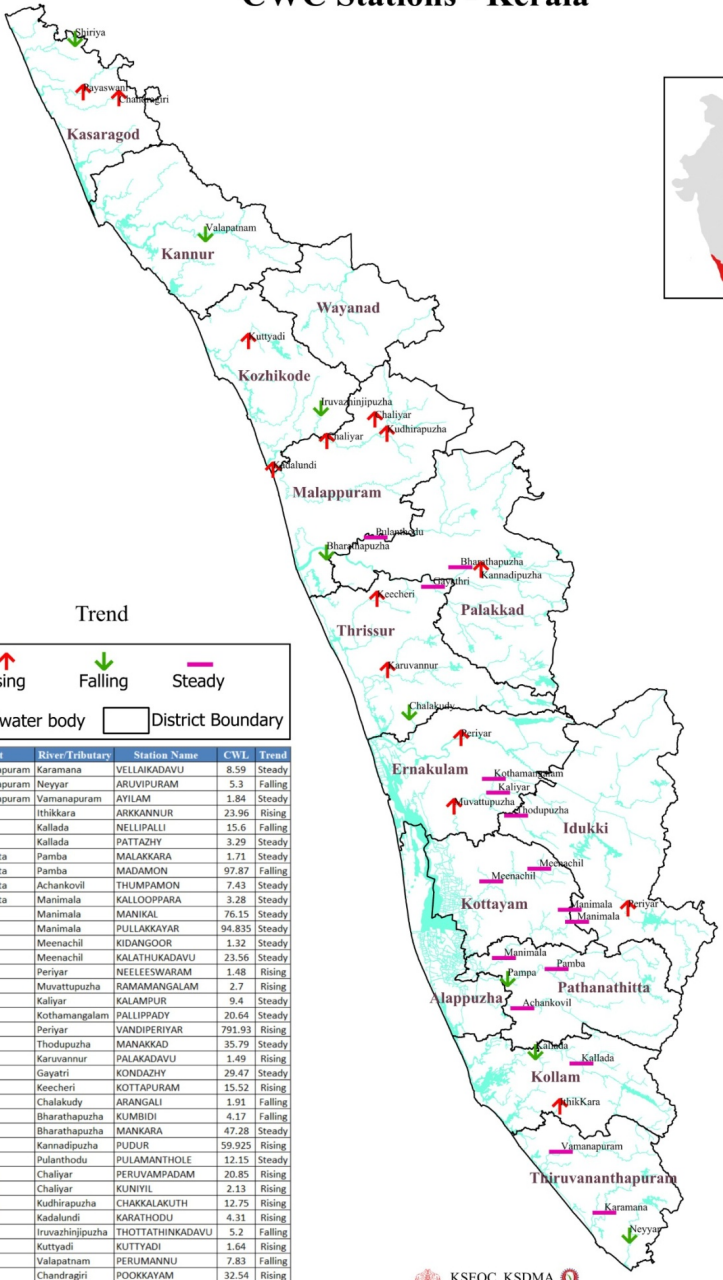 CWC Stations - Kerala
Shiriya
Payaswani
Chandragiri
Kasaragod
Valapatnam
Kannur
Wayanad
Kuttyadi
Kozhikode
Iruvazhinjipuzha
Chaliyar
Kudhirapuzha
Chaliyar
Kadalundi
Malappuram
Pulanthodu
Bharathapuzha
Bharathapuzha
Kannadipuzha
Gayathri
Keecheri
Palakkad
Thrissur
Karuvannur
Chalakudy
Periyar
Ernakulam
Kothamangalam
Kaliyar
Muvattupuzha
Thodupuzha
Idukki
Meenachil
Meenachil
Kottayam
Manimala
Periyar
Manimala
Manimala
Pamba
Pampa
Pathanathitta
Alappuzha
Achankovil
Kallada
Kallada
Kollam
IthikKara
Vamanapuram
Thiruvananthapuram
Karamana
Neyyar
Trend
sing Falling Steady
water body District Boundary
t River/Tributary Station Name CWL Trend
apuram Karamana VELLAIKADAVU 8.59 Steady
apuram Neyyar ARUVIPURAM 5.3 Falling
apuram Vamanapuram AYILAM 1.84 Steady
Ithikkara ARKKANNUR 23.96 Rising
Kallada NELLIPALLI 15.6 Falling
Kallada PATTAZHY 3.29 Steady
ta Pamba MALAKKARA 1.71 Steady
ta Pamba MADAMON 97.87 Falling
ta Achankovil THUMPAMON 7.43 Steady
ta Manimala KALLOOPPARA 3.28 Steady
Manimala MANIKAL 76.15 Steady
Manimala PULLAKKAYAR 94.835 Steady
Meenachil KIDANGOOR 1.32 Steady
Meenachil KALATHUKADAVU 23.56 Steady
Periyar NEELEESWARAM 1.48 Rising
Muvattupuzha RAMAMANGALAM 2.7 Rising
Kaliyar KALAMPUR 9.4 Steady
Kothamangalam PALLIPPADY 20.64 Steady
Periyar VANDIPERIYAR 791.93 Rising
Thodupuzha MANAKKAD 35.79 Steady
Karuvannur PALAKADAVU 1.49 Rising
Gayatri KONDAZHY 29.47 Steady
Keecheri KOTTAPURAM 15.52 Rising
Chalakudy ARANGALI 1.91 Falling
Bharathapuzha KUMBIDI 4.17 Falling
Bharathapuzha MANKARA 47.28 Steady
Kannadipuzha PUDUR 59.925 Rising
Pulanthodu PULAMANTHOLE 12.15 Steady
Chaliyar PERUVAMPADAM 20.85 Rising
Chaliyar KUNIYIL 2.13 Rising
Kudhirapuzha CHAKKALAKUTH 12.75 Rising
Kadalundi KARATHODU 4.31 Rising
Iruvazhinjipuzha THOTTATHINKADAVU 5.2 Falling
Kuttyadi KUTTYADI 1.64 Rising
Valapatnam PERUMANNU 7.83 Falling
Chandragiri POOKKAYAM 32.54 Rising
KSEOC, KSDMA